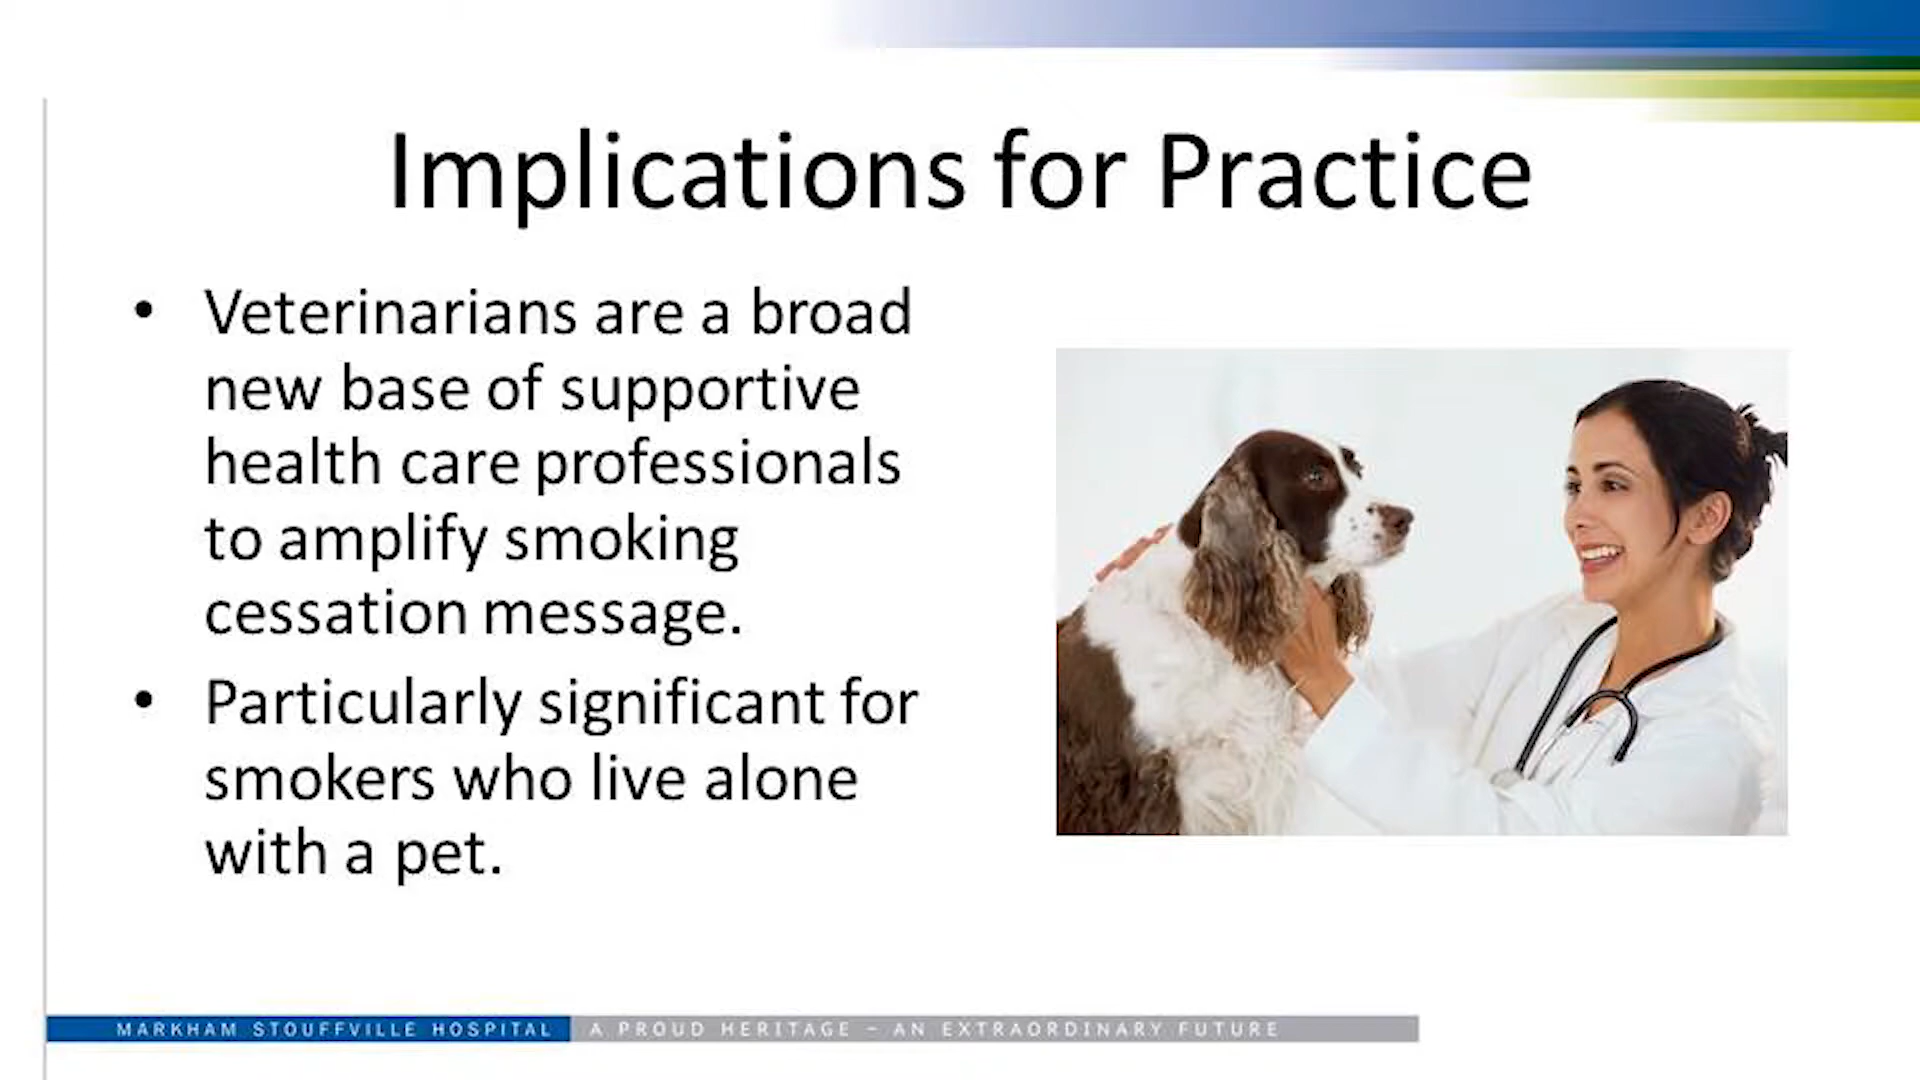 Implications for Practice
• Veterinarians are a broad
new base of supportive
health care professionals
to amplify smoking
cessation message.
• Particularly significant for
smokers who live alone
with a pet.
MARKHAM STOUFFVILLE HOSPITAL A PROUD HERITAGE – AN EXTRAORDINARY FUTURE